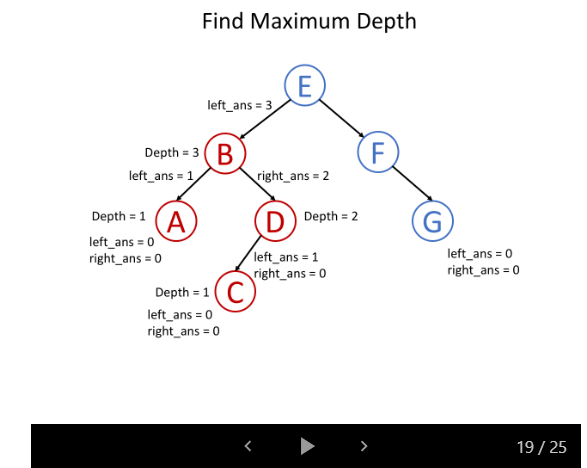 Find Maximum Depth
E
left_ans = 3
Depth = 3
B
F
left_ans = 1
right_ans = 2
Depth = 1
A
D
Depth = 2
G
left_ans = 0
right_ans = 0
left_ans = 1
right_ans = 0
left_ans = 0
right_ans = 0
Depth = 1
C
left_ans = 0
right_ans = 0
19 / 25